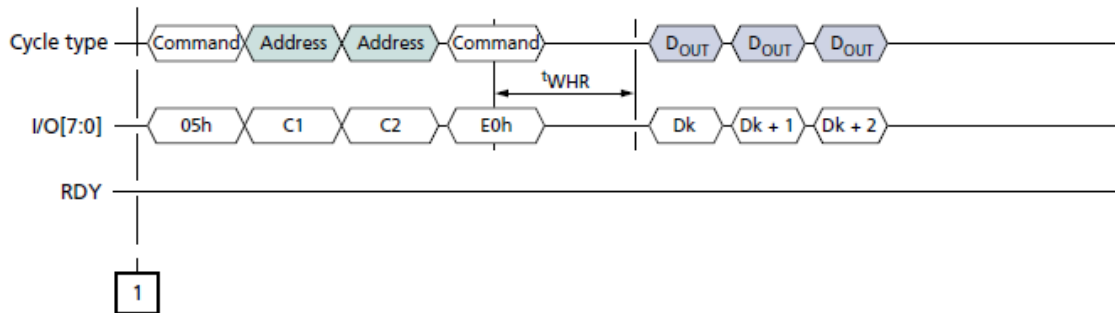 Cycle type Command Address Address Command DOUT DOUT DOUT
tWHR
I/O[7:0] 05h C1 C2 E0h Dk Dk + 1 Dk + 2
RDY
1